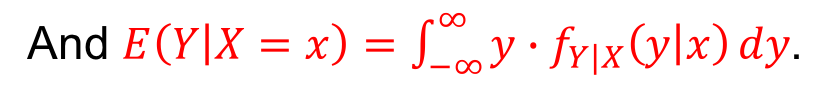 And E(Y|X = x) = ∫_{-∞}^{∞} y · f_{Y|X}(y|x) dy.